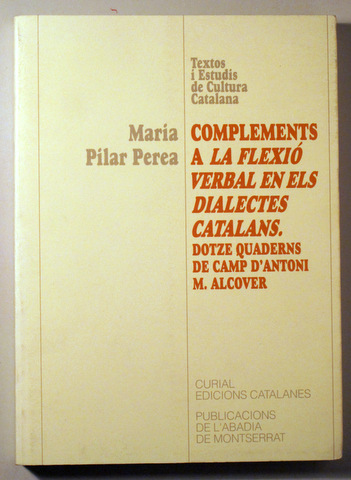 Textos
i Estudis
de Cultura
Catalana
Maria
Pilar Perea
COMPLEMENTS
A LA FLEXIÓ
VERBAL EN ELS
DIALECTES
CATALANS.
DOTZE QUADERNS
DE CAMP D'ANTONI
M. ALCOVER
CURIAL
EDICIONS CATALANES
PUBLICACIONS
DE L'ABADIA
DE MONTSERRAT